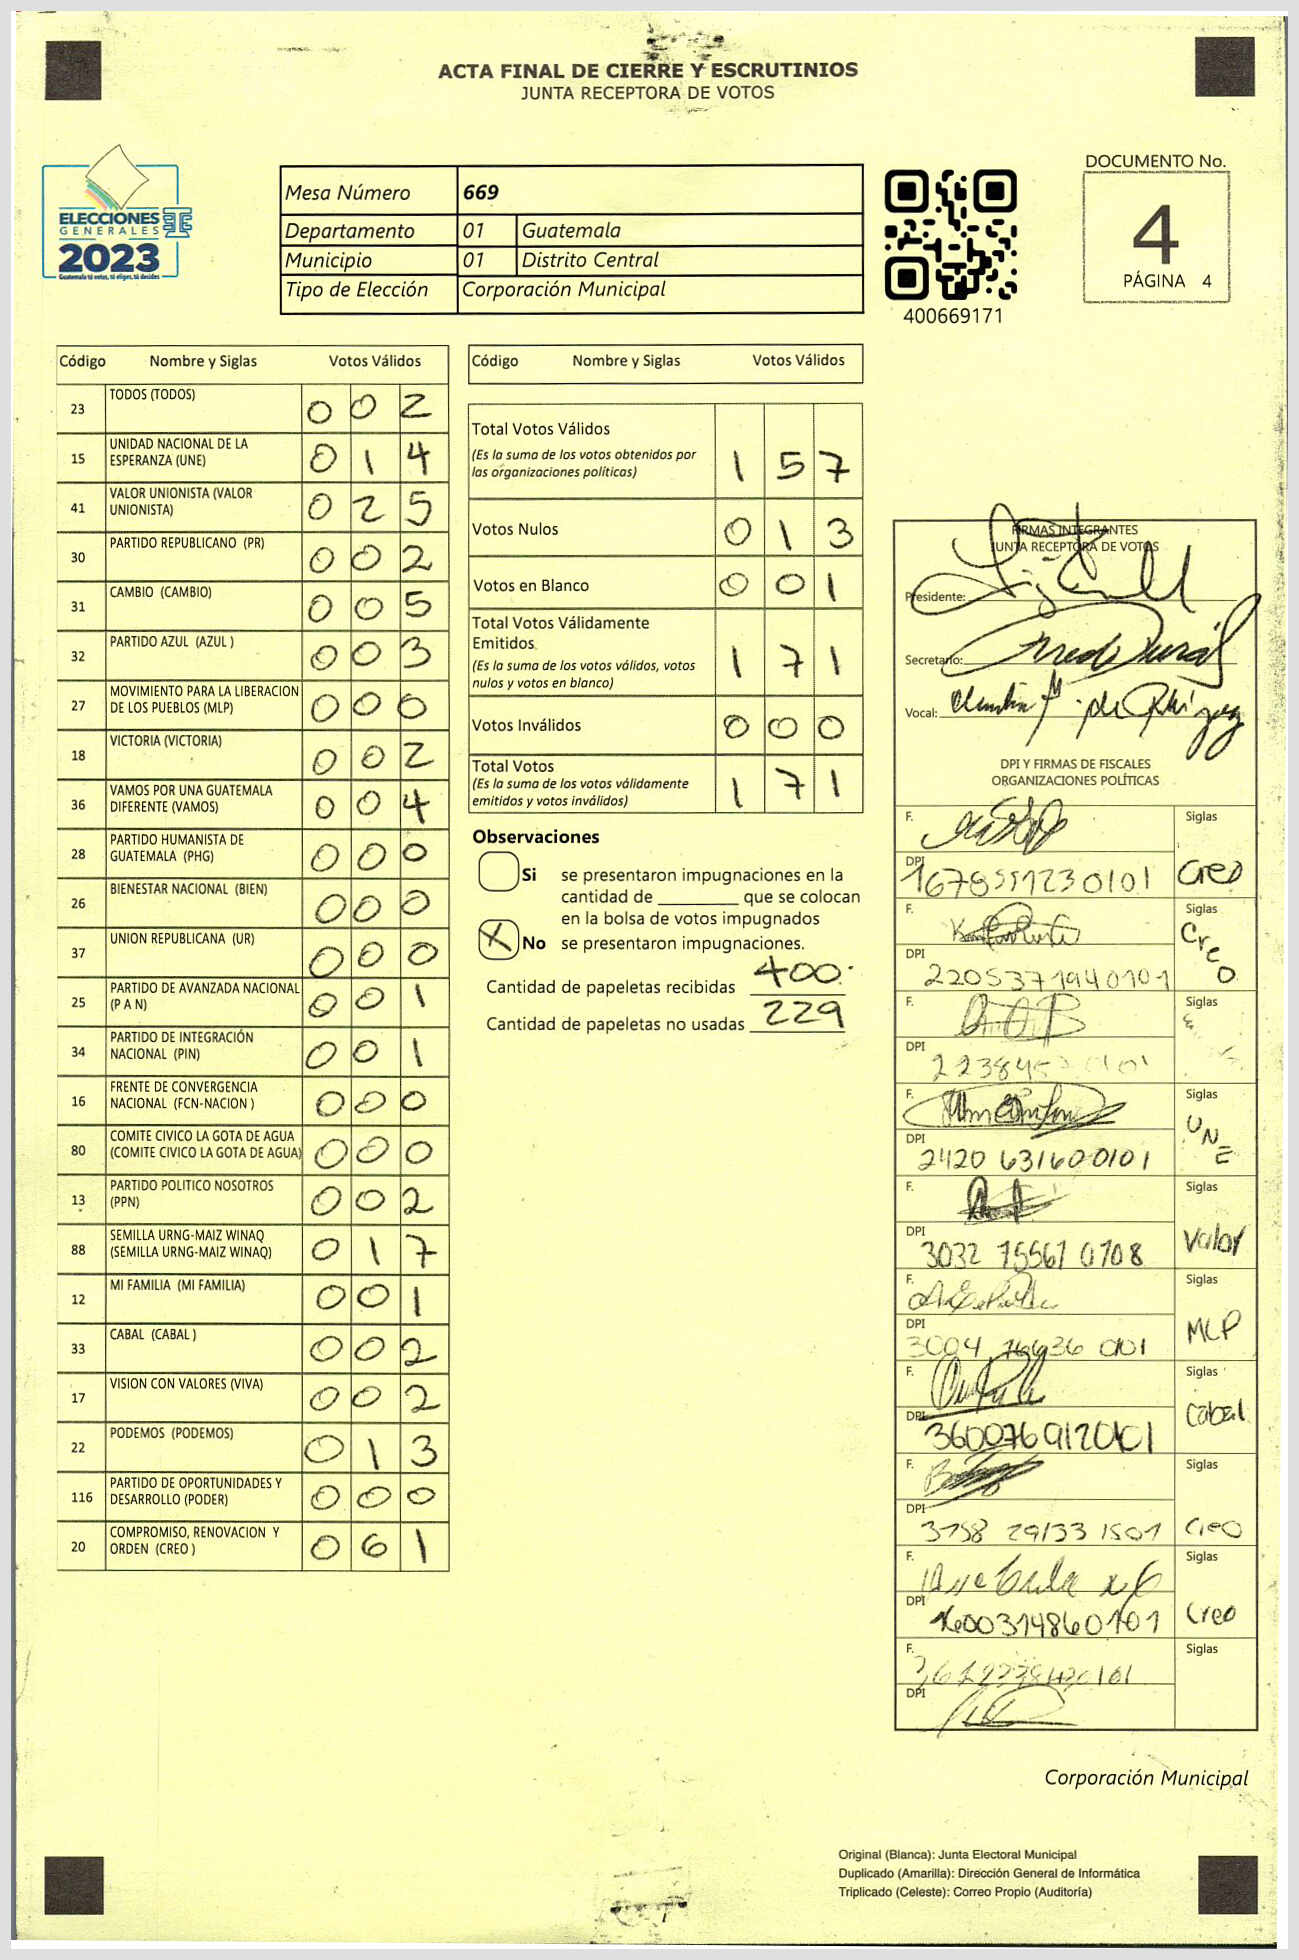 ACTA FINAL DE CIERRE Y ESCRUTINIOS
JUNTA RECEPTORA DE VOTOS
ELECCIONES
GENERALES
2023
Guatemala tú votas, tú eliges, tú decides
Mesa Número 669
Departamento 01 Guatemala
Municipio 01 Distrito Central
Tipo de Elección Corporación Municipal
400669171
DOCUMENTO No.
4
PÁGINA 4
Código Nombre y Siglas Votos Válidos
23 TODOS (TODOS) 0 0 2
15 UNIDAD NACIONAL DE LA ESPERANZA (UNE) 0 1 4
41 VALOR UNIONISTA (VALOR UNIONISTA) 0 2 5
30 PARTIDO REPUBLICANO (PR) 0 0 2
31 CAMBIO (CAMBIO) 0 0 5
32 PARTIDO AZUL (AZUL ) 0 0 3
27 MOVIMIENTO PARA LA LIBERACION DE LOS PUEBLOS (MLP) 0 0 0
18 VICTORIA (VICTORIA) 0 0 2
36 VAMOS POR UNA GUATEMALA DIFERENTE (VAMOS) 0 0 4
28 PARTIDO HUMANISTA DE GUATEMALA (PHG) 0 0 0
26 BIENESTAR NACIONAL (BIEN) 0 0 0
37 UNION REPUBLICANA (UR) 0 0 0
25 PARTIDO DE AVANZADA NACIONAL (P A N) 0 0 1
34 PARTIDO DE INTEGRACIÓN NACIONAL (PIN) 0 0 1
16 FRENTE DE CONVERGENCIA NACIONAL (FCN-NACION ) 0 0 0
80 COMITE CIVICO LA GOTA DE AGUA (COMITE CIVICO LA GOTA DE AGUA) 0 0 0
13 PARTIDO POLITICO NOSOTROS (PPN) 0 0 2
88 SEMILLA URNG-MAIZ WINAQ (SEMILLA URNG-MAIZ WINAQ) 0 1 7
12 MI FAMILIA (MI FAMILIA) 0 0 1
33 CABAL (CABAL ) 0 0 2
17 VISION CON VALORES (VIVA) 0 0 2
22 PODEMOS (PODEMOS) 0 1 3
116 PARTIDO DE OPORTUNIDADES Y DESARROLLO (PODER) 0 0 0
20 COMPROMISO, RENOVACION Y ORDEN (CREO ) 0 6 1
Código Nombre y Siglas Votos Válidos
Total Votos Válidos
(Es la suma de los votos obtenidos por
las organizaciones políticas) 1 5 7
Votos Nulos 0 1 3
Votos en Blanco 0 0 1
Total Votos Válidamente
Emitidos
(Es la suma de los votos válidos, votos
nulos y votos en blanco) 1 7 1
Votos Inválidos 0 0 0
Total Votos
(Es la suma de los votos válidamente
emitidos y votos inválidos) 1 7 1
Observaciones
Si se presentaron impugnaciones en la
cantidad de ________ que se colocan
en la bolsa de votos impugnados
X No se presentaron impugnaciones.
Cantidad de papeletas recibidas 400
Cantidad de papeletas no usadas 229
FIRMAS INTEGRANTES
JUNTA RECEPTORA DE VOTOS
Presidente:
Secretario:
Vocal:
DPI Y FIRMAS DE FISCALES
ORGANIZACIONES POLÍTICAS
F. Siglas
DPI Creo
F. Siglas
DPI 2205371940101 Creo
F. Siglas
DPI
F. Siglas
DPI 2420 63160 0101 UNE
F. Siglas
DPI 3032 75567 0708 Valor
F. Siglas
DPI MLP
F. Siglas
DPI Cabal
F. Siglas
DPI 3758 29133 1501 Creo
F. Siglas
DPI Creo
F. Siglas
DPI
Corporación Municipal
Original (Blanca): Junta Electoral Municipal
Duplicado (Amarilla): Dirección General de Informática
Triplicado (Celeste): Correo Propio (Auditoría)